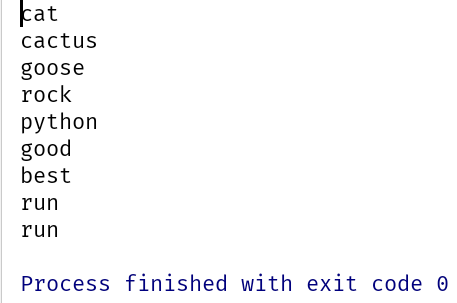 cat
cactus
goose
rock
python
good
best
run
run
Process finished with exit code 0